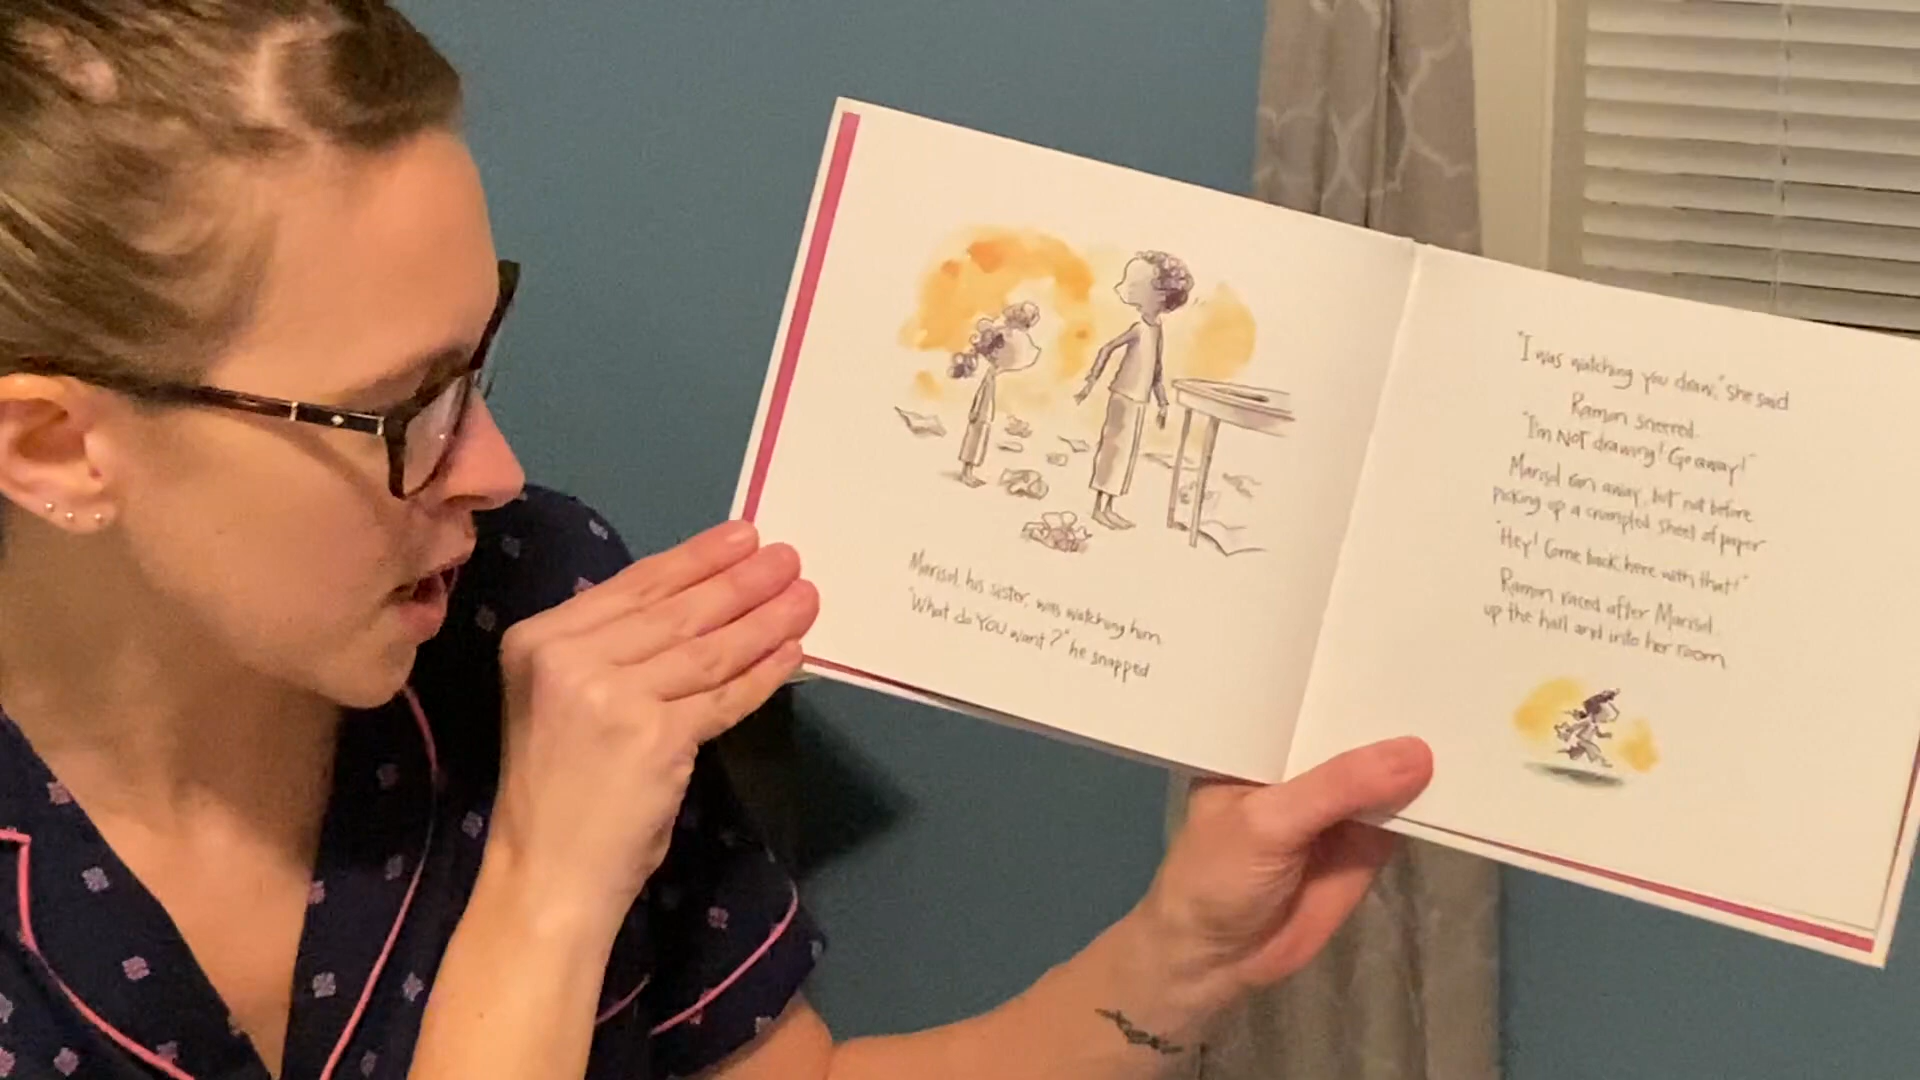 Marisol, his sister, was watching him.
"What do YOU want?" he snapped
"I was watching you draw," she said
Ramon sneered.
"I'm NOT drawing! Go away!"
Marisol ran away, but not before
picking up a crumpled sheet of paper
"Hey! Come back here with that!"
Ramon raced after Marisol
up the hall and into her room